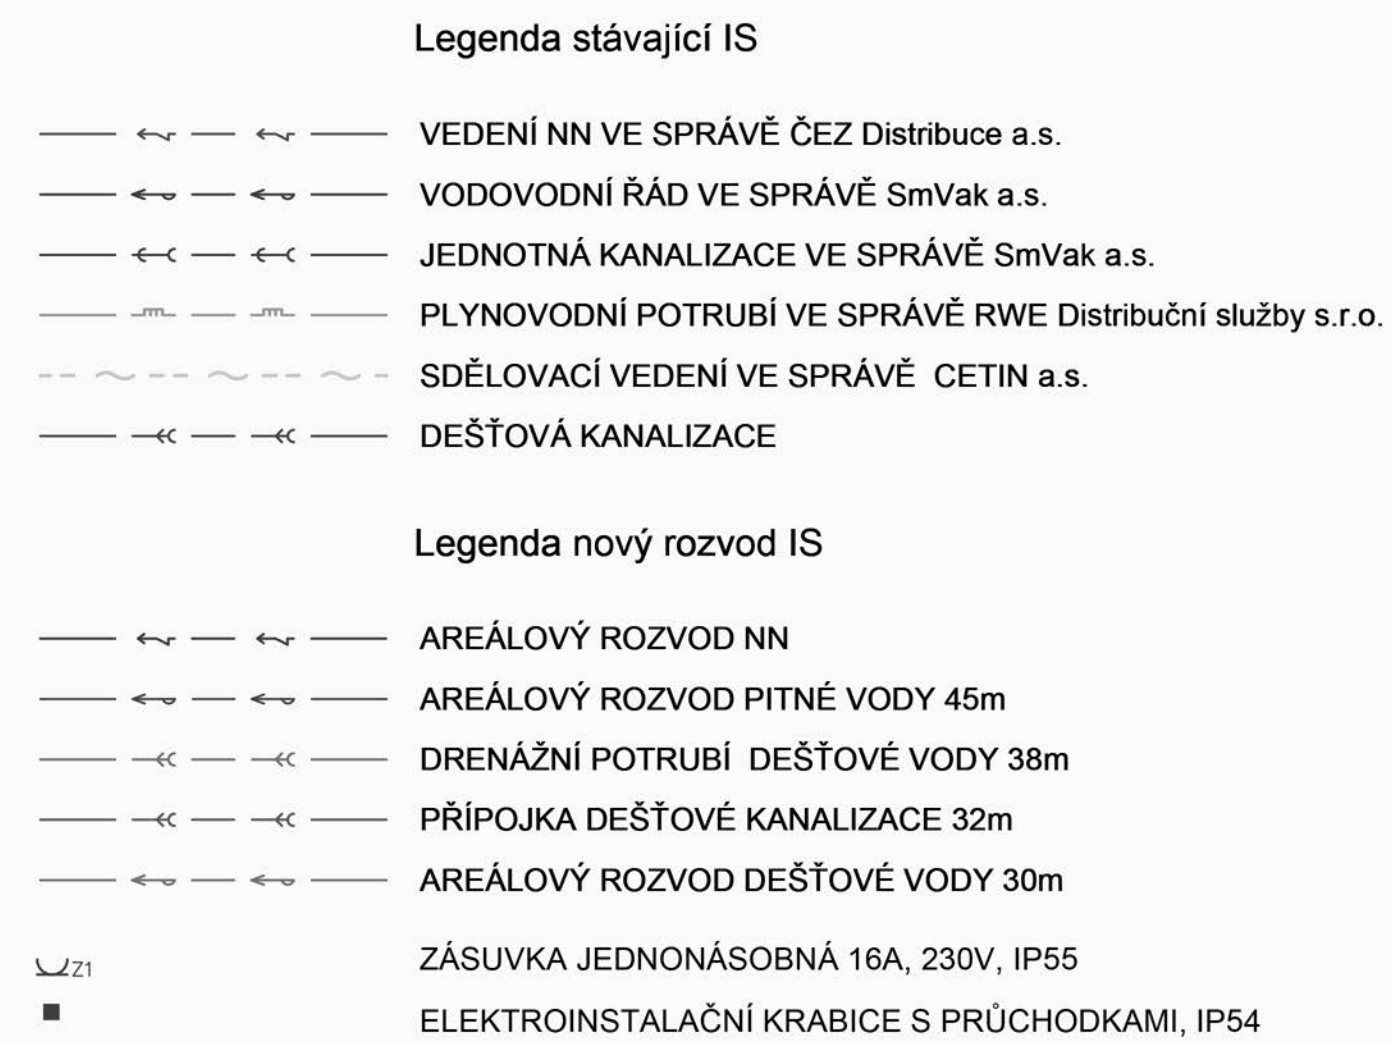 Legenda stávající IS
VEDENÍ NN VE SPRÁVĚ ČEZ Distribuce a.s.
VODOVODNÍ ŘÁD VE SPRÁVĚ SmVak a.s.
JEDNOTNÁ KANALIZACE VE SPRÁVĚ SmVak a.s.
PLYNOVODNÍ POTRUBÍ VE SPRÁVĚ RWE Distribuční služby s.r.o.
SDĚLOVACÍ VEDENÍ VE SPRÁVĚ CETIN a.s.
DEŠŤOVÁ KANALIZACE
Legenda nový rozvod IS
AREÁLOVÝ ROZVOD NN
AREÁLOVÝ ROZVOD PITNÉ VODY 45m
DRENÁŽNÍ POTRUBÍ DEŠŤOVÉ VODY 38m
PŘÍPOJKA DEŠŤOVÉ KANALIZACE 32m
AREÁLOVÝ ROZVOD DEŠŤOVÉ VODY 30m
Z1 ZÁSUVKA JEDNONÁSOBNÁ 16A, 230V, IP55
ELEKTROINSTALAČNÍ KRABICE S PRŮCHODKAMI, IP54